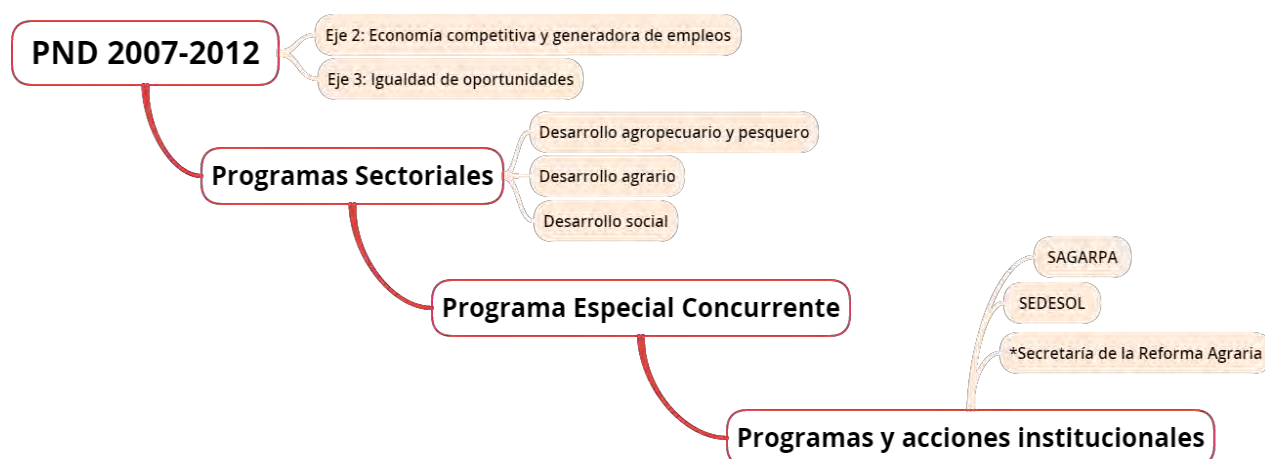 PND 2007-2012
Eje 2: Economía competitiva y generadora de empleos
Eje 3: Igualdad de oportunidades
Programas Sectoriales
Desarrollo agropecuario y pesquero
Desarrollo agrario
Desarrollo social
Programa Especial Concurrente
SAGARPA
SEDESOL
*Secretaría de la Reforma Agraria
Programas y acciones institucionales